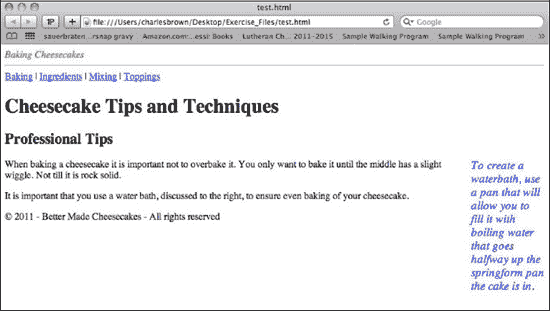 test.html
file:///Users/charlesbrown/Desktop/Exercise_Files/test.html
Google
sauerbraten...rsnap gravy Amazon.com...essi: Books Lutheran Ch... 2011-2015 Sample Walking Program Sample Walking Program
Baking Cheesecakes
Baking | Ingredients | Mixing | Toppings
Cheesecake Tips and Techniques
Professional Tips
When baking a cheesecake it is important not to overbake it. You only want to bake it until the middle has a slight
wiggle. Not till it is rock solid.
It is important that you use a water bath, discussed to the right, to ensure even baking of your cheesecake.
© 2011 - Better Made Cheesecakes - All rights reserved
To create a
waterbath, use
a pan that will
allow you to
fill it with
boiling water
that goes
halfway up the
springform pan
the cake is in.